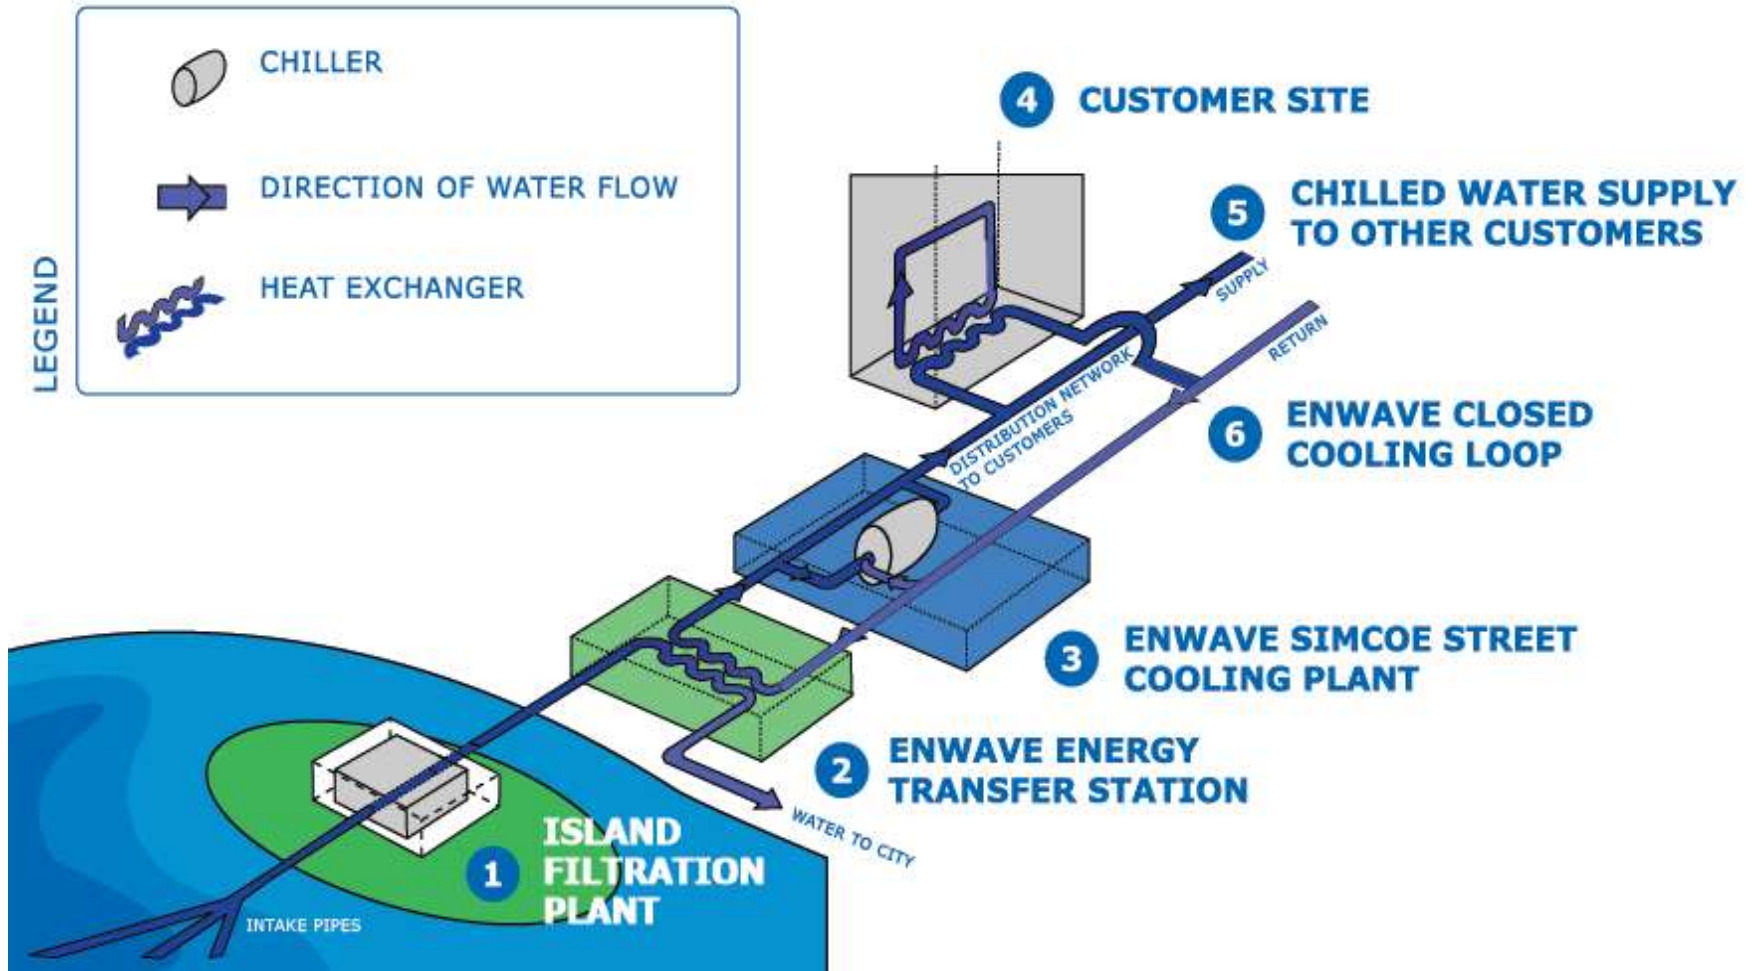 LEGEND
CHILLER
DIRECTION OF WATER FLOW
HEAT EXCHANGER
4 CUSTOMER SITE
5 CHILLED WATER SUPPLY
TO OTHER CUSTOMERS
SUPPLY
RETURN
DISTRIBUTION NETWORK
TO CUSTOMERS
6 ENWAVE CLOSED
COOLING LOOP
3 ENWAVE SIMCOE STREET
COOLING PLANT
2 ENWAVE ENERGY
TRANSFER STATION
WATER TO CITY
1 ISLAND
FILTRATION
PLANT
INTAKE PIPES